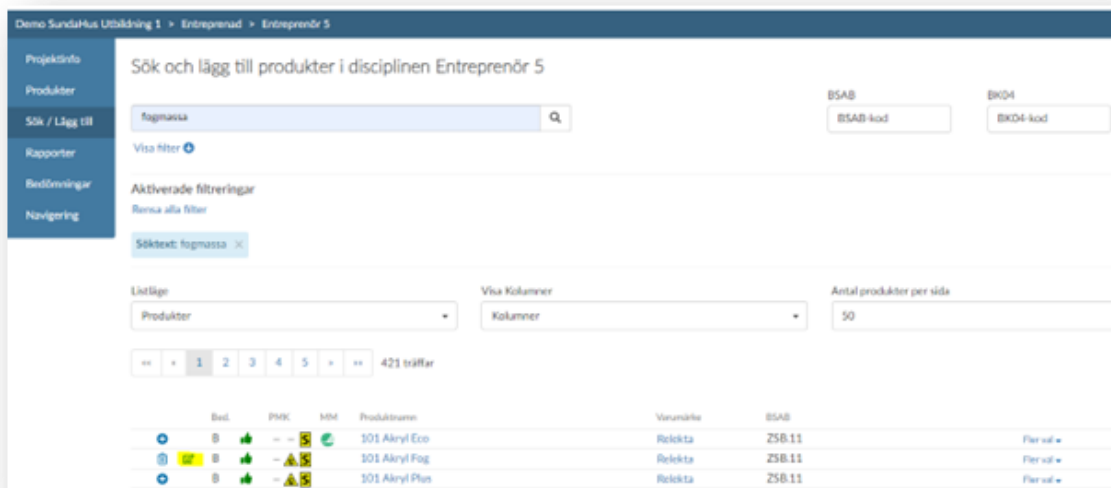 Demo SundaHus Utbildning 1 > Entreprenad > Entreprenör 5
Projektinfo
Produkter
Sök / Lägg till
Rapporter
Bedömningar
Navigering
Sök och lägg till produkter i disciplinen Entreprenör 5
BSAB
BK04
fogmassa
BSAB-kod
BK04-kod
Visa filter
Aktiverade filtreringar
Rensa alla filter
Söktext: fogmassa ×
Listläge
Visa Kolumner
Antal produkter per sida
Produkter
Kolumner
50
«« « 1 2 3 4 5 » »» 421 träffar
Bed. PMK MM Produktnamn Varumärke BSAB
B – – S 101 Akryl Eco Relekta ZSB.11 Fler val
B – S 101 Akryl Fog Relekta ZSB.11 Fler val
B – S 101 Akryl Plus Relekta ZSB.11 Fler val